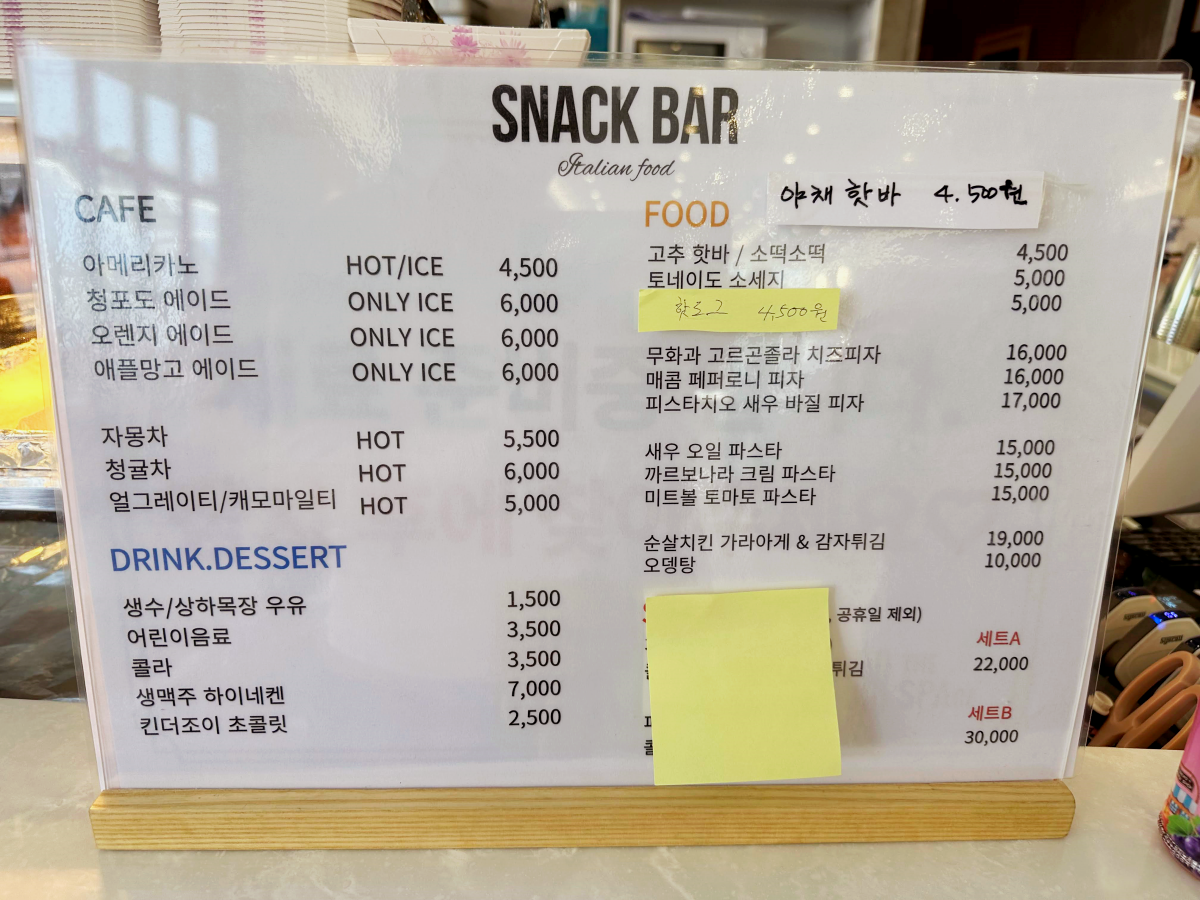 SNACK BAR
Italian food
CAFE
아메리카노 HOT/ICE 4,500
청포도 에이드 ONLY ICE 6,000
오렌지 에이드 ONLY ICE 6,000
애플망고 에이드 ONLY ICE 6,000
자몽차 HOT 5,500
청귤차 HOT 6,000
얼그레이티/캐모마일티 HOT 5,000
DRINK.DESSERT
생수/상하목장 우유 1,500
어린이음료 3,500
콜라 3,500
생맥주 하이네켄 7,000
킨더조이 초콜릿 2,500
야채 핫바 4.500원
FOOD
고추 핫바 / 소떡소떡 4,500
토네이도 소세지 5,000
5,000
핫도그 4,500원
무화과 고르곤졸라 치즈피자 16,000
매콤 페퍼로니 피자 16,000
피스타치오 새우 바질 피자 17,000
새우 오일 파스타 15,000
까르보나라 크림 파스타 15,000
미트볼 토마토 파스타 15,000
순살치킨 가라아게 & 감자튀김 19,000
오뎅탕 10,000
, 공휴일 제외)
세트A
튀김 22,000
세트B
30,000